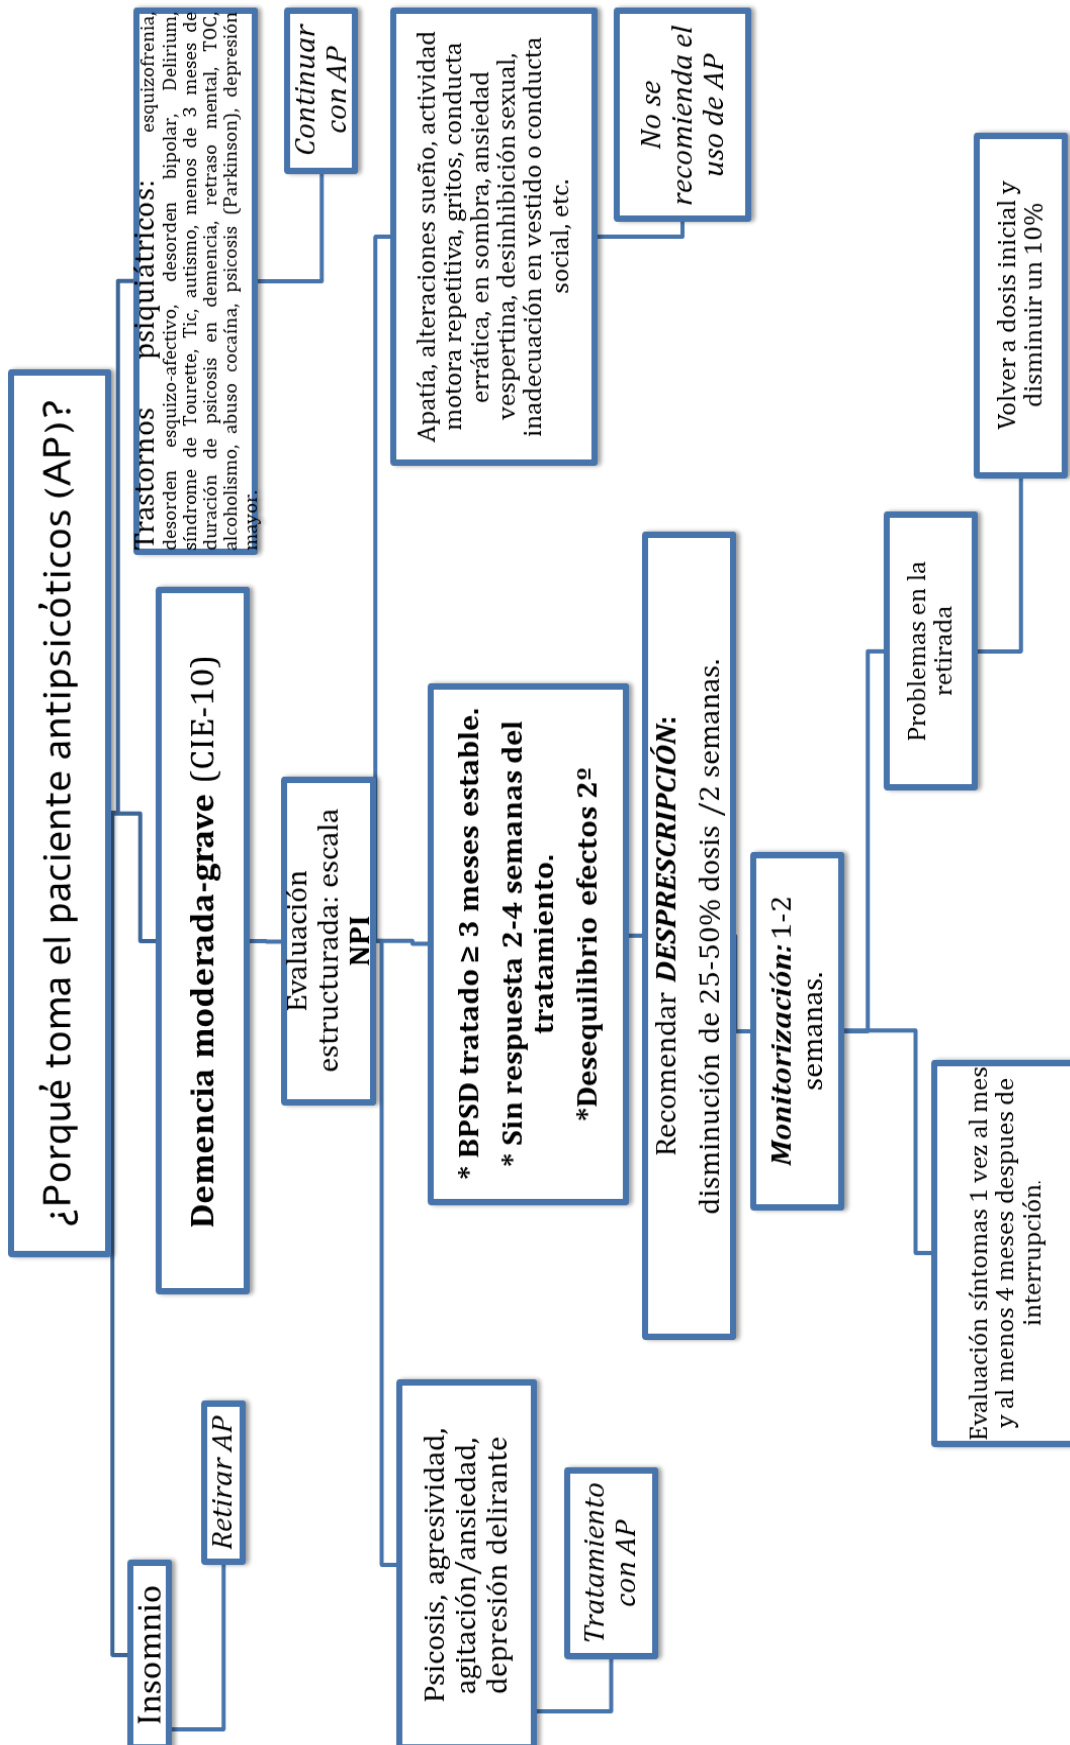 ¿Porqué toma el paciente antipsicóticos (AP)?
Insomnio
Retirar AP
Demencia moderada-grave (CIE-10)
Trastornos psiquiátricos: esquizofrenia,
desorden esquizo-afectivo, desorden bipolar, Delirium,
síndrome de Tourette, Tic, autismo, menos de 3 meses de
duración de psicosis en demencia, retraso mental, TOC,
alcoholismo, abuso cocaína, psicosis (Parkinson), depresión
mayor.
Continuar
con AP
Evaluación
estructurada: escala
NPI
Psicosis, agresividad,
agitación/ansiedad,
depresión delirante
Tratamiento
con AP
* BPSD tratado ≥ 3 meses estable.
* Sin respuesta 2-4 semanas del
tratamiento.
*Desequilibrio efectos 2º
Apatía, alteraciones sueño, actividad
motora repetitiva, gritos, conducta
errática, en sombra, ansiedad
vespertina, desinhibición sexual,
inadecuación en vestido o conducta
social, etc.
No se
recomienda el
uso de AP
Recomendar DESPRESCRIPCIÓN:
disminución de 25-50% dosis /2 semanas.
Monitorización: 1-2
semanas.
Evaluación síntomas 1 vez al mes
y al menos 4 meses despues de
interrupción.
Problemas en la
retirada
Volver a dosis inicial y
disminuir un 10%